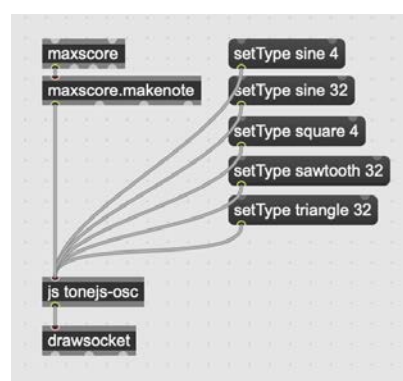 maxscore
maxscore.makenote
setType sine 4
setType sine 32
setType square 4
setType sawtooth 32
setType triangle 32
js tonejs-osc
drawsocket